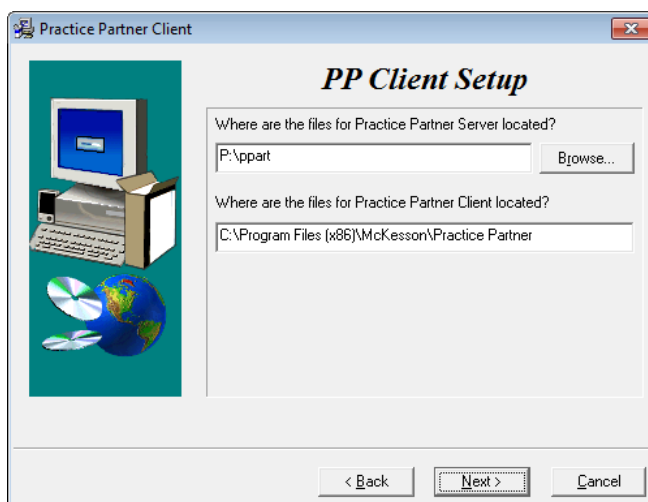 Practice Partner Client
PP Client Setup
Where are the files for Practice Partner Server located?
P:\ppart
Browse...
Where are the files for Practice Partner Client located?
C:\Program Files (x86)\McKesson\Practice Partner
< Back
Next >
Cancel